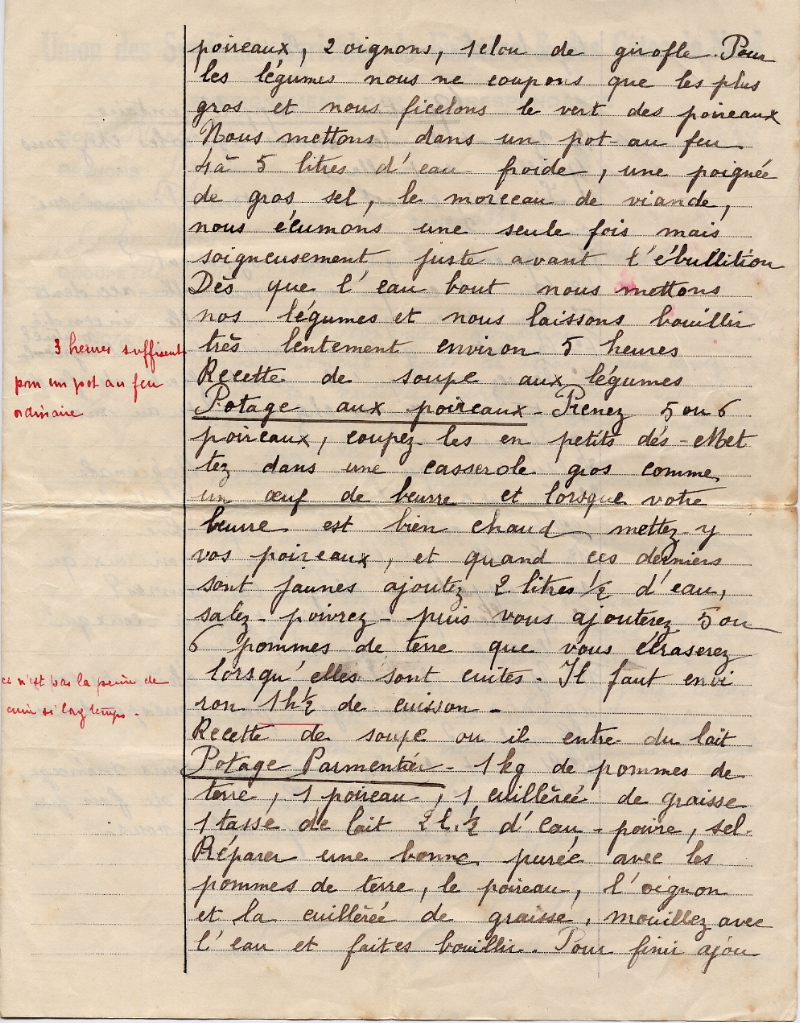 poireaux, 2 oignons, 1 clou de girofle. Pour
les légumes nous ne coupons que les plus
gros et nous ficelons le vert des poireaux
Nous mettons dans un pot-au feu
4 à 5 litres d'eau froide, une poignée
de gros sel, le morceau de viande,
nous écumons une seule fois mais
soigneusement juste avant l'ébullition
Dès que l'eau bout nous mettons
nos légumes et nous laissons bouillir
très lentement environ 5 heures
3 heures suffisent
pour un pot au feu
ordinaire
Recette de soupe aux légumes
Potage aux poireaux - Prenez 5 ou 6
poireaux, coupez-les en petits dés - Met
tez dans une casserole gros comme
un œuf de beurre et lorsque votre
beurre est bien chaud mettez-y
vos poireaux, et quand ces derniers
sont jaunes ajoutez 2 litres ½ d'eau,
salez - poivrez - puis vous ajouterez 5 ou
6 pommes de terre que vous écraserez
lorsqu'elles sont cuites - Il faut envi
ron 1h½ de cuisson -
ce n'est pas la peine de
cuire si longtemps -
Recette de soupe ou il entre du lait
Potage Parmentier - 1 kg de pommes de
terre, 1 poireau, 1 cuillèrée de graisse
1 tasse de lait 2 l. ½ d'eau - poivre, sel.
Préparer une bonne purée avec les
pommes de terre, le poireau, l'oignon
et la cuillèrée de graisse, mouillez avec
l'eau et faites bouillir. Pour finir ajou